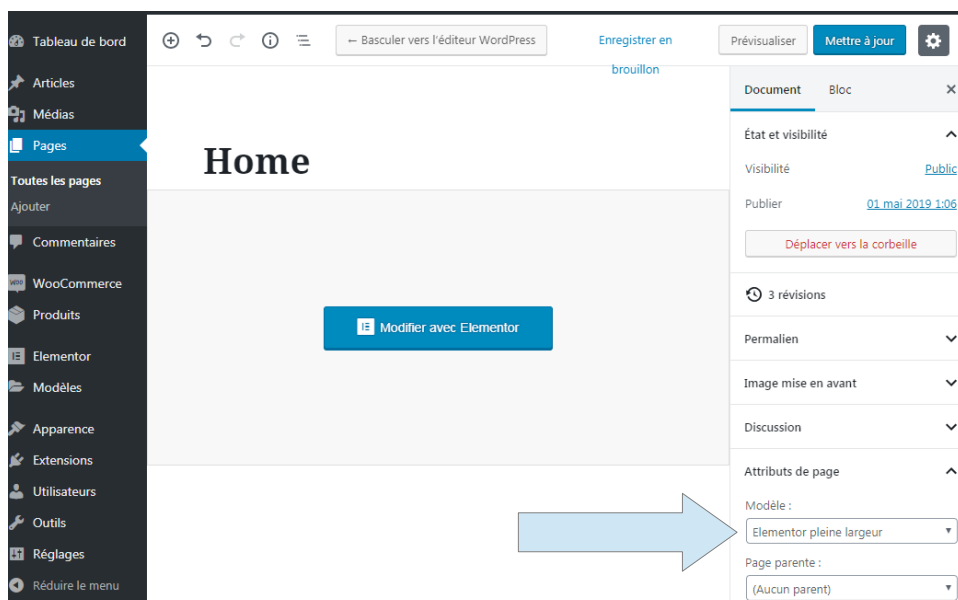 Tableau de bord
Articles
Médias
Pages
Toutes les pages
Ajouter
Commentaires
WOO WooCommerce
Produits
Elementor
Modèles
Apparence
Extensions
Utilisateurs
Outils
Réglages
Réduire le menu
← Basculer vers l'éditeur WordPress
Enregistrer en
brouillon
Prévisualiser
Mettre à jour
Home
Modifier avec Elementor
Document Bloc ×
État et visibilité
Visibilité Public
Publier 01 mai 2019 1:06
Déplacer vers la corbeille
3 révisions
Permalien
Image mise en avant
Discussion
Attributs de page
Modèle :
Elementor pleine largeur
Page parente :
(Aucun parent)